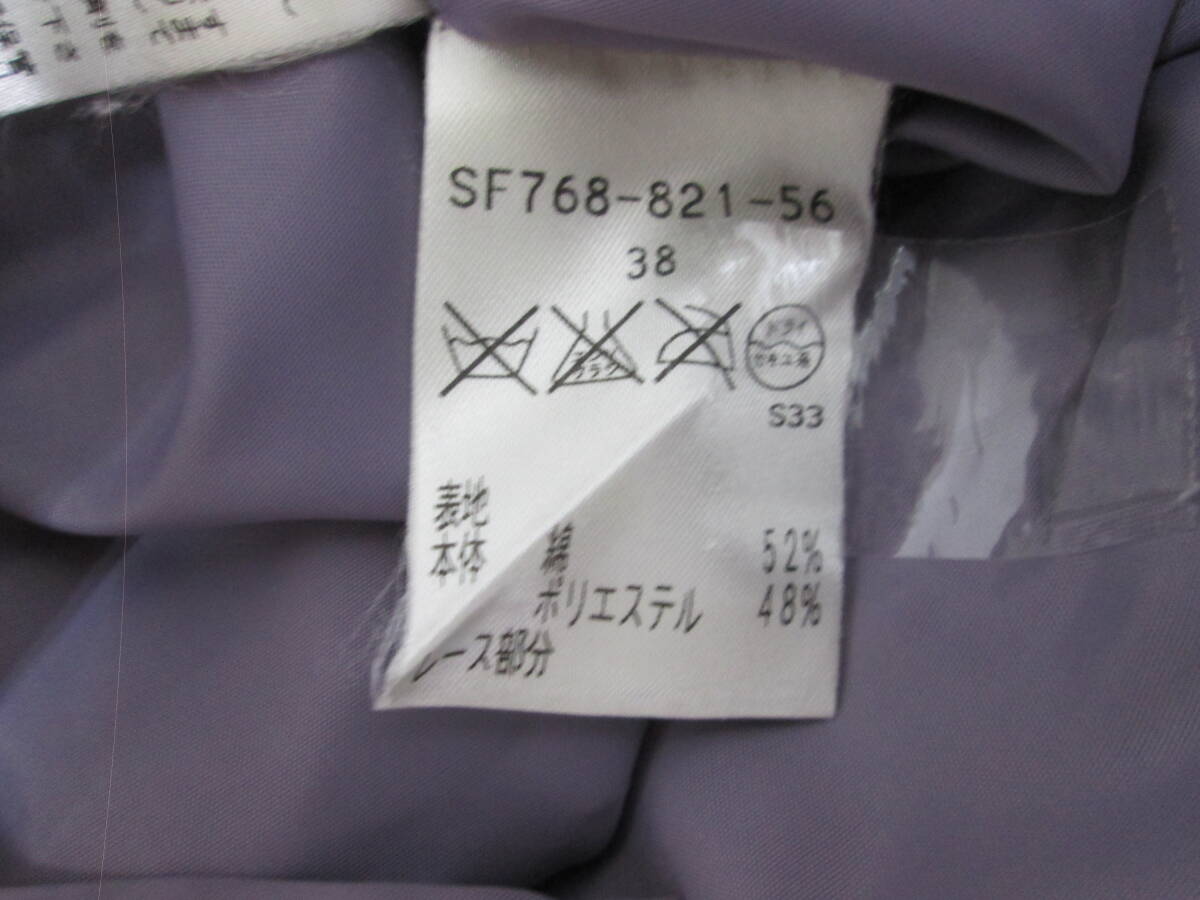 SF768-821-56
38
ドライ
セキユ系
S33
表地
本体 綿 52%
ポリエステル 48%
レース部分